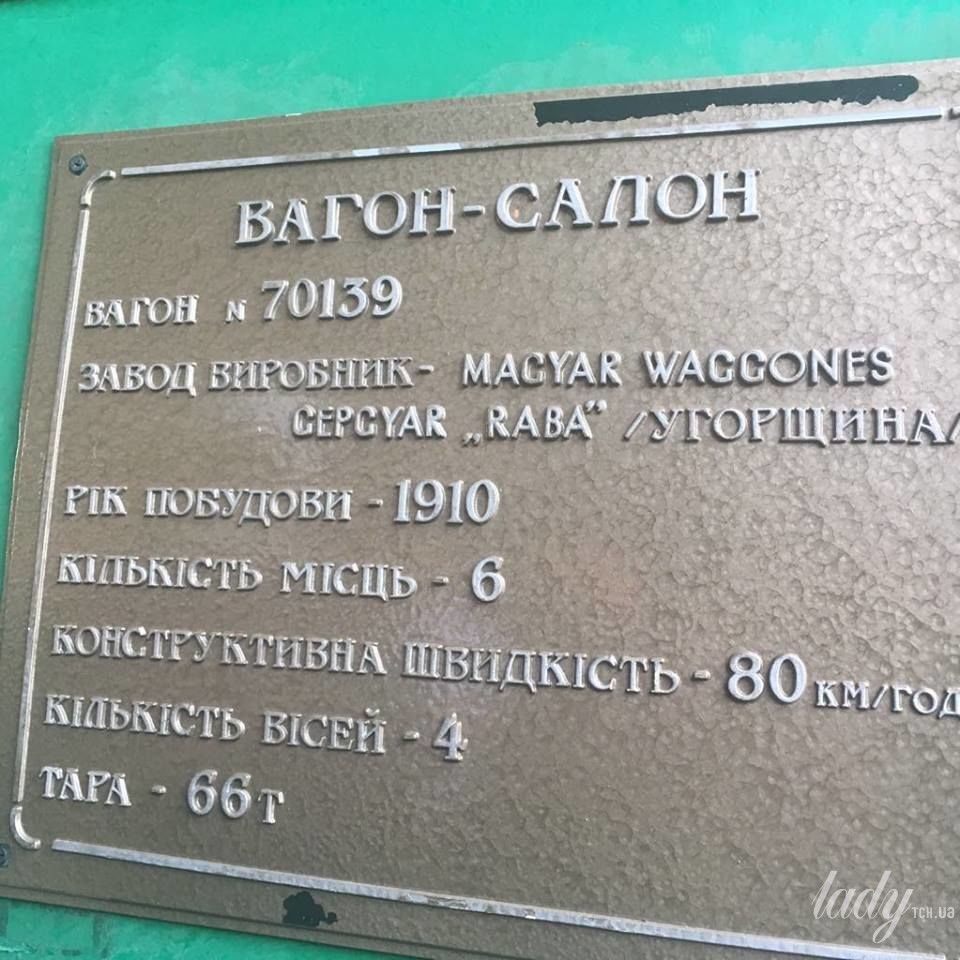 ВАГОН-САЛОН
ВАГОН N 70139
ЗАВОД ВИРОБНИК- MAGYAR WAGGONES
GEPGYAR „RABA" /УГОРЩИНА/
РІК ПОБУДОВИ - 1910
КІЛЬКІСТЬ МІСЦЬ - 6
КОНСТРУКТИВНА ШВИДКІСТЬ - 80 КМ/ГОД
КІЛЬКІСТЬ ВІСЕЙ - 4
ТАРА - 66 Т
lady тсн.ua